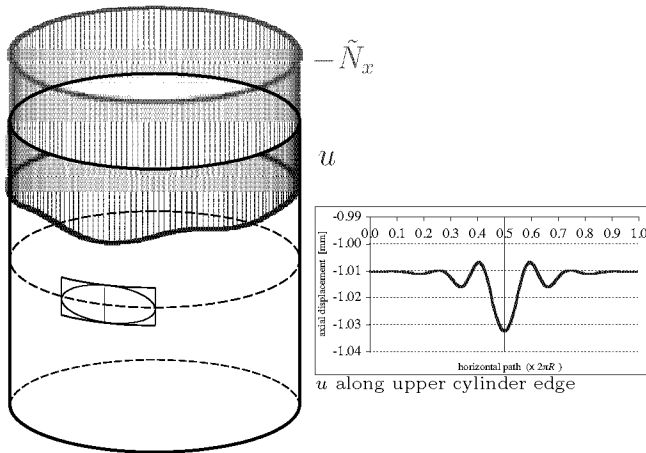 −Ñₓ
u
-0.99
0.0 0.1 0.2 0.3 0.4 0.5 0.6 0.7 0.8 0.9 1.0
-1.00
-1.01
-1.02
-1.03
-1.04
axial displacement [mm]
horizontal path (× 2πR )
u along upper cylinder edge